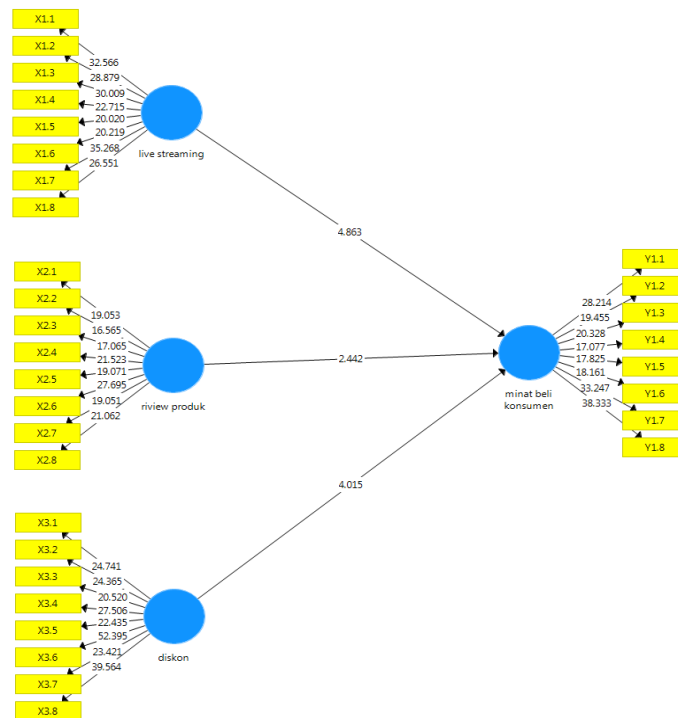 X1.1
X1.2
X1.3
X1.4
X1.5
X1.6
X1.7
X1.8
32.566
28.879
30.009
22.715
20.020
20.219
35.268
26.551
live streaming
4.863
X2.1
X2.2
X2.3
X2.4
X2.5
X2.6
X2.7
X2.8
19.053
16.565
17.065
21.523
19.071
27.695
19.051
21.062
riview produk
2.442
X3.1
X3.2
X3.3
X3.4
X3.5
X3.6
X3.7
X3.8
24.741
24.365
20.520
27.506
22.435
52.395
23.421
39.564
diskon
4.015
minat beli
konsumen
28.214
19.455
20.328
17.077
17.825
18.161
33.247
38.333
Y1.1
Y1.2
Y1.3
Y1.4
Y1.5
Y1.6
Y1.7
Y1.8